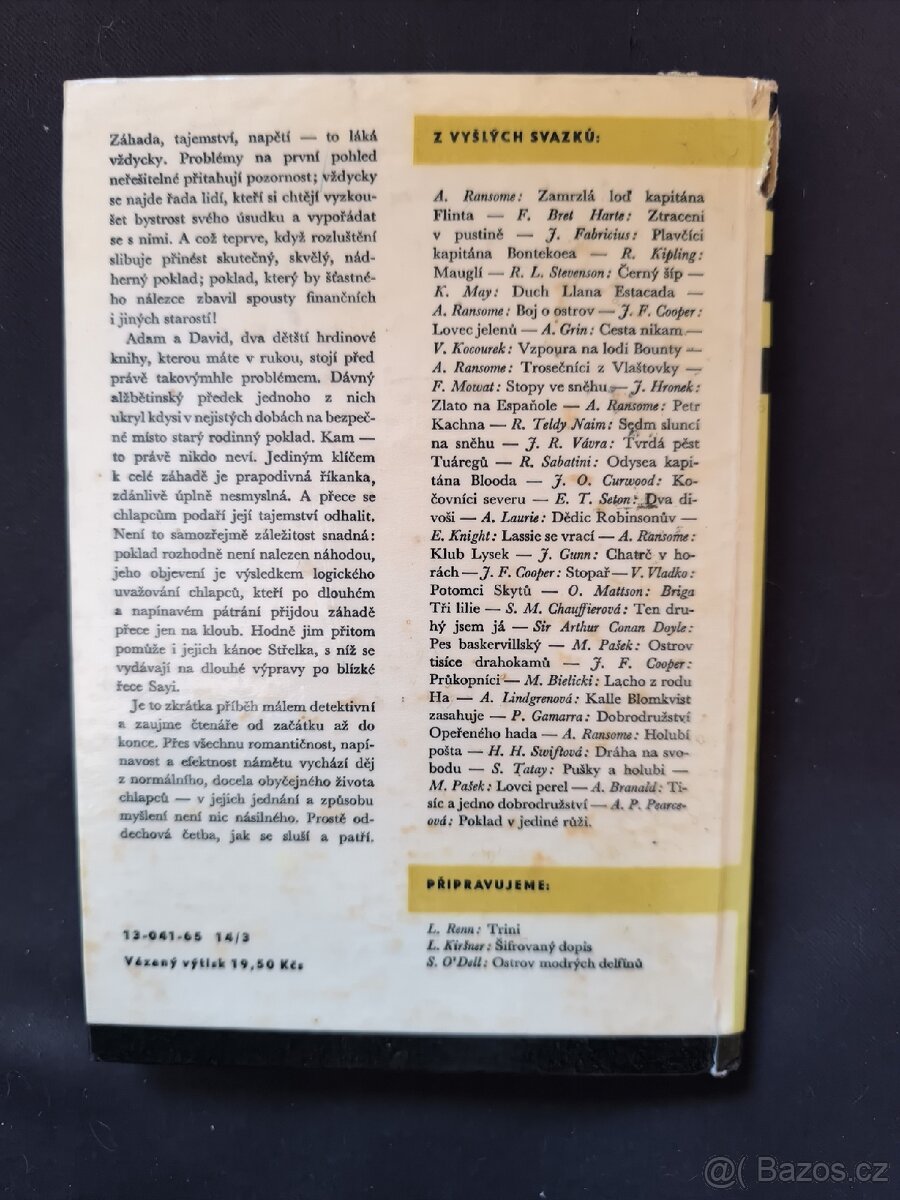 Záhada, tajemství, napětí — to láká
vždycky. Problémy na první pohled
neřešitelné přitahují pozornost; vždycky
se najde řada lidí, kteří si chtějí vyzkou-
šet bystrost svého úsudku a vypořádat
se s nimi. A což teprve, když rozluštění
slibuje přinést skutečný, skvělý, nád-
herný poklad; poklad, který by šťastné-
ho nálezce zbavil spousty finančních
i jiných starostí!
Adam a David, dva dětští hrdinové
knihy, kterou máte v rukou, stojí před
právě takovýmhle problémem. Dávný
alžbětinský předek jednoho z nich
ukryl kdysi v nejistých dobách na bezpeč-
né místo starý rodinný poklad. Kam —
to právě nikdo neví. Jediným klíčem
k celé záhadě je prapodivná říkanka,
zdánlivě úplně nesmyslná. A přece se
chlapcům podaří její tajemství odhalit.
Není to samozřejmě záležitost snadná:
poklad rozhodně není nalezen náhodou,
jeho objevení je výsledkem logického
uvažování chlapců, kteří po dlouhém
a napínavém pátrání přijdou záhadě
přece jen na kloub. Hodně jim přitom
pomůže i jejich kánoe Střelka, s níž se
vydávají na dlouhé výpravy po blízké
řece Sayi.
Je to zkrátka příběh málem detektivní
a zaujme čtenáře od začátku až do
konce. Přes všechnu romantičnost, napí-
navost a efektnost námětu vychází děj
z normálního, docela obyčejného života
chlapců — v jejich jednání a způsobu
myšlení není nic násilného. Prostě od-
dechová četba, jak se sluší a patří.
13-041-65 14/3
Vázaný výtisk 19,50 Kčs
Z VYŠLÝCH SVAZKŮ:
A. Ransome: Zamrzlá loď kapitána
Flinta — F. Bret Harte: Ztraceni
v pustině — J. Fabricius: Plavčíci
kapitána Bontekoea — R. Kipling:
Mauglí — R. L. Stevenson: Černý šíp —
K. May: Duch Llana Estacada —
A. Ransome: Boj o ostrov — J. F. Cooper:
Lovec jelenů — A. Grin: Cesta nikam —
V. Kocourek: Vzpoura na lodi Bounty —
A. Ransome: Trosečníci z Vlaštovky —
F. Mowat: Stopy ve sněhu — J. Hronek:
Zlato na Españole — A. Ransome: Petr
Kachna — R. Teldy Naim: Sedm sluncí
na sněhu — J. R. Vávra: Tvrdá pěst
Tuáregů — R. Sabatini: Odysea kapi-
tána Blooda — J. O. Curwood: Ko-
čovníci severu — E. T. Seton: Dva di-
voši — A. Laurie: Dědic Robinsonův —
E. Knight: Lassie se vrací — A. Ransome:
Klub Lysek — J. Gunn: Chatrč v ho-
rách — J. F. Cooper: Stopař — V. Vladko:
Potomci Skytů — O. Mattson: Briga
Tři lilie — S. M. Chauffierová: Ten dru-
hý jsem já — Sir Arthur Conan Doyle:
Pes baskervillský — M. Pašek: Ostrov
tisíce drahokamů — J. F. Cooper:
Průkopníci — M. Bielicki: Lacho z rodu
Ha — A. Lindgrenová: Kalle Blomkvist
zasahuje — P. Gamarra: Dobrodružství
Opeřeného hada — A. Ransome: Holubí
pošta — H. H. Swiftová: Dráha na svo-
bodu — S. Tatay: Pušky a holubi —
M. Pašek: Lovci perel — A. Branald: Ti-
síc a jedno dobrodružství — A. P. Pearce-
ová: Poklad v jediné růži.
PŘIPRAVUJEME:
L. Renn: Trini
L. Kiršner: Šifrovaný dopis
S. O'Dell: Ostrov modrých delfínů
@( Bazos.cz